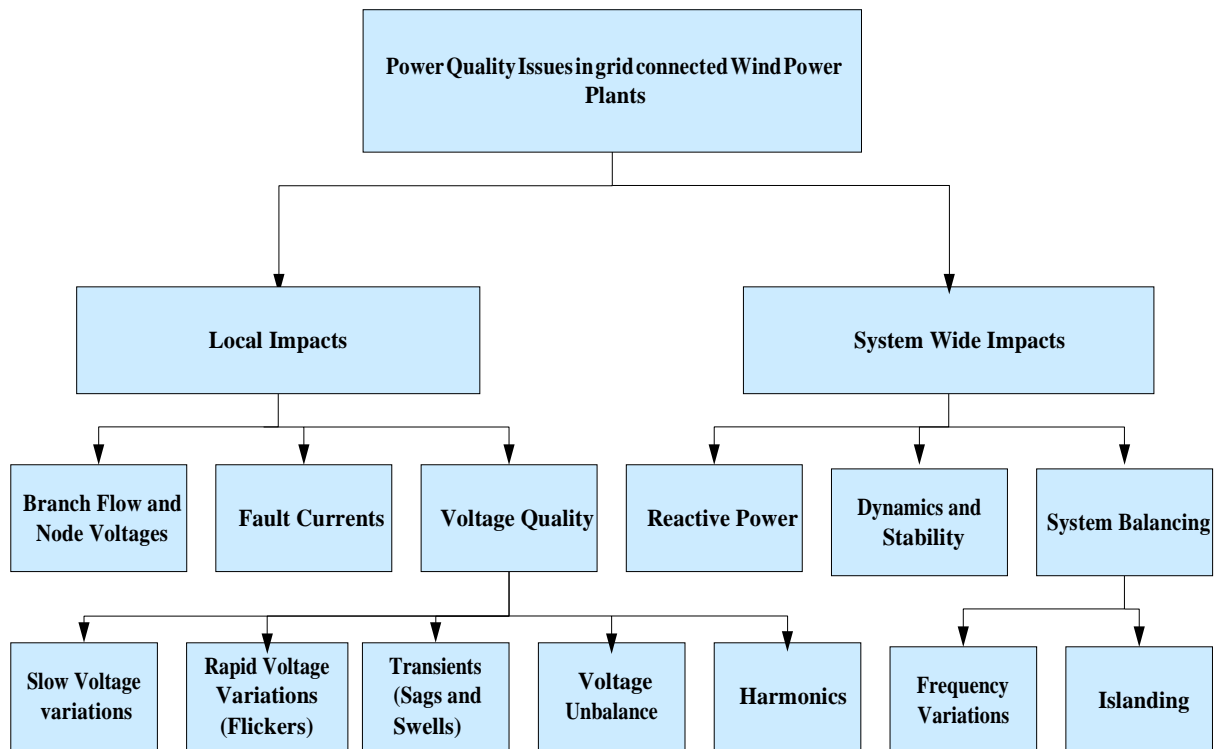 Power Quality Issues in grid connected Wind Power
Plants
Local Impacts
System Wide Impacts
Branch Flow and
Node Voltages
Fault Currents
Voltage Quality
Reactive Power
Dynamics and
Stability
System Balancing
Slow Voltage
variations
Rapid Voltage
Variations
(Flickers)
Transients
(Sags and
Swells)
Voltage
Unbalance
Harmonics
Frequency
Variations
Islanding